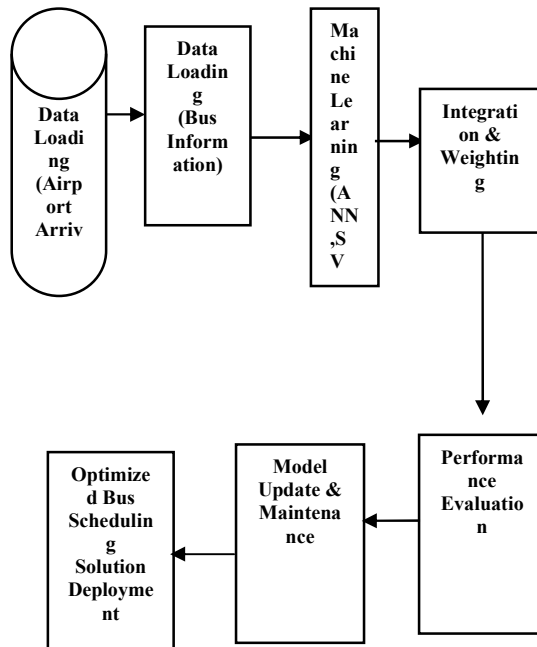 Data
Loadi
ng
(Airp
ort
Arriv
Data
Loadin
g
(Bus
Inform
ation)
Ma
chi
ne
Le
ar
nin
g
(A
NN
,SV
V
Integrati
on &
Weightin
g
Performa
nce
Evaluatio
n
Model
Update &
Maintena
nce
Optimize
d Bus
Schedulin
g
Solution
Deployme
nt